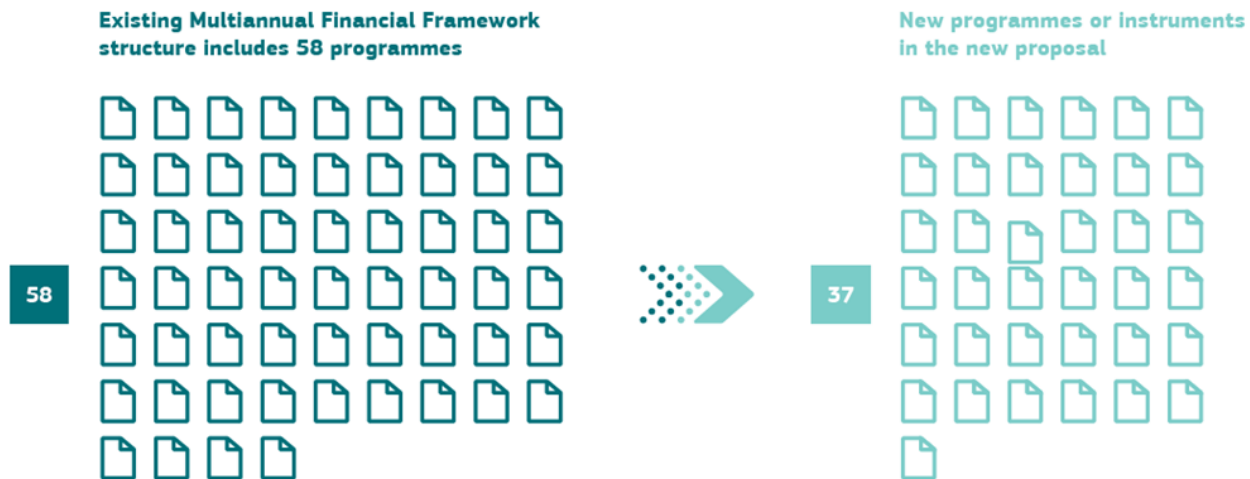 Existing Multiannual Financial Framework
structure includes 58 programmes
58
New programmes or instruments
in the new proposal
37